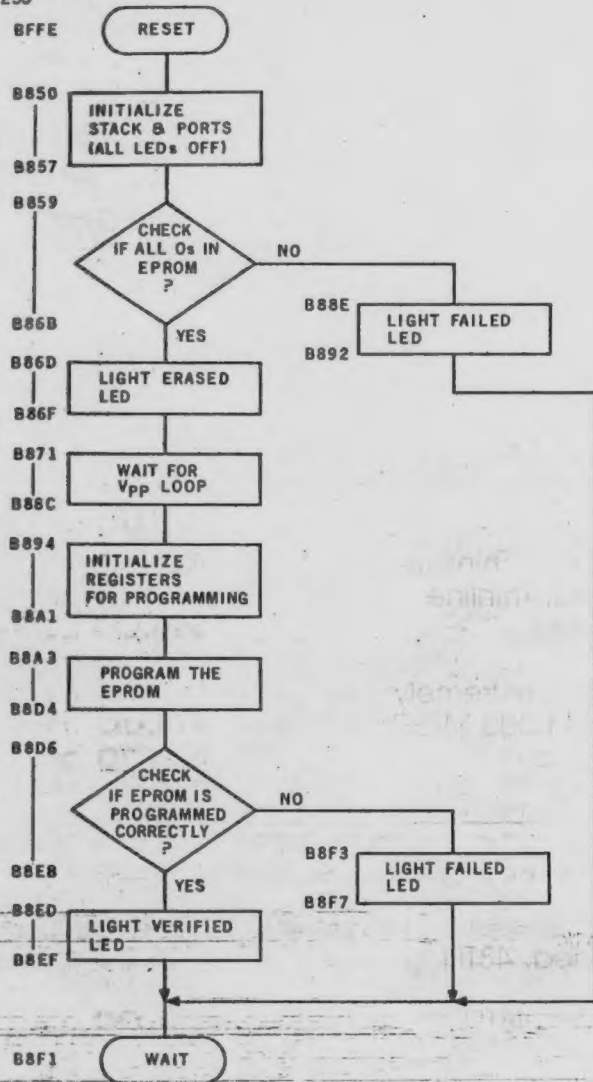 BFFE
RESET
B850
INITIALIZE
STACK & PORTS
(ALL LEDs OFF)
B857
B859
CHECK
IF ALL 0s IN
EPROM
?
NO
B86B
YES
B88E
LIGHT FAILED
LED
B892
B86D
LIGHT ERASED
LED
B86F
B871
WAIT FOR
VPP LOOP
B88C
B894
INITIALIZE
REGISTERS
FOR PROGRAMMING
B8A1
B8A3
PROGRAM THE
EPROM
B8D4
B8D6
CHECK
IF EPROM IS
PROGRAMMED
CORRECTLY
?
NO
B8E8
YES
B8F3
LIGHT FAILED
LED
B8F7
B8ED
LIGHT VERIFIED
LED
B8EF
B8F1
WAIT